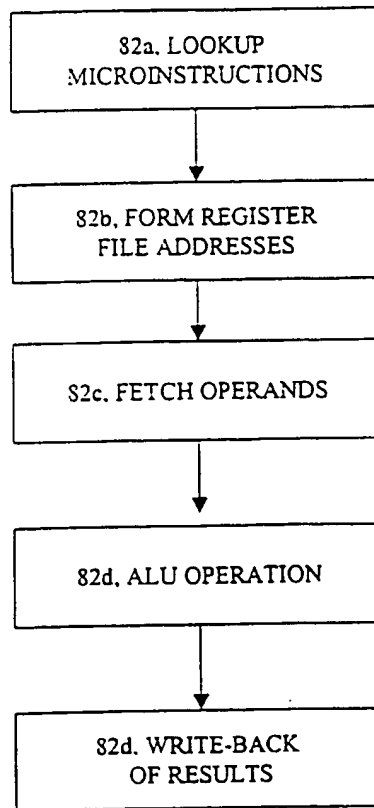 82a. LOOKUP
MICROINSTRUCTIONS
82b, FORM REGISTER
FILE ADDRESSES
82c. FETCH OPERANDS
82d, ALU OPERATION
82d. WRITE-BACK
OF RESULTS